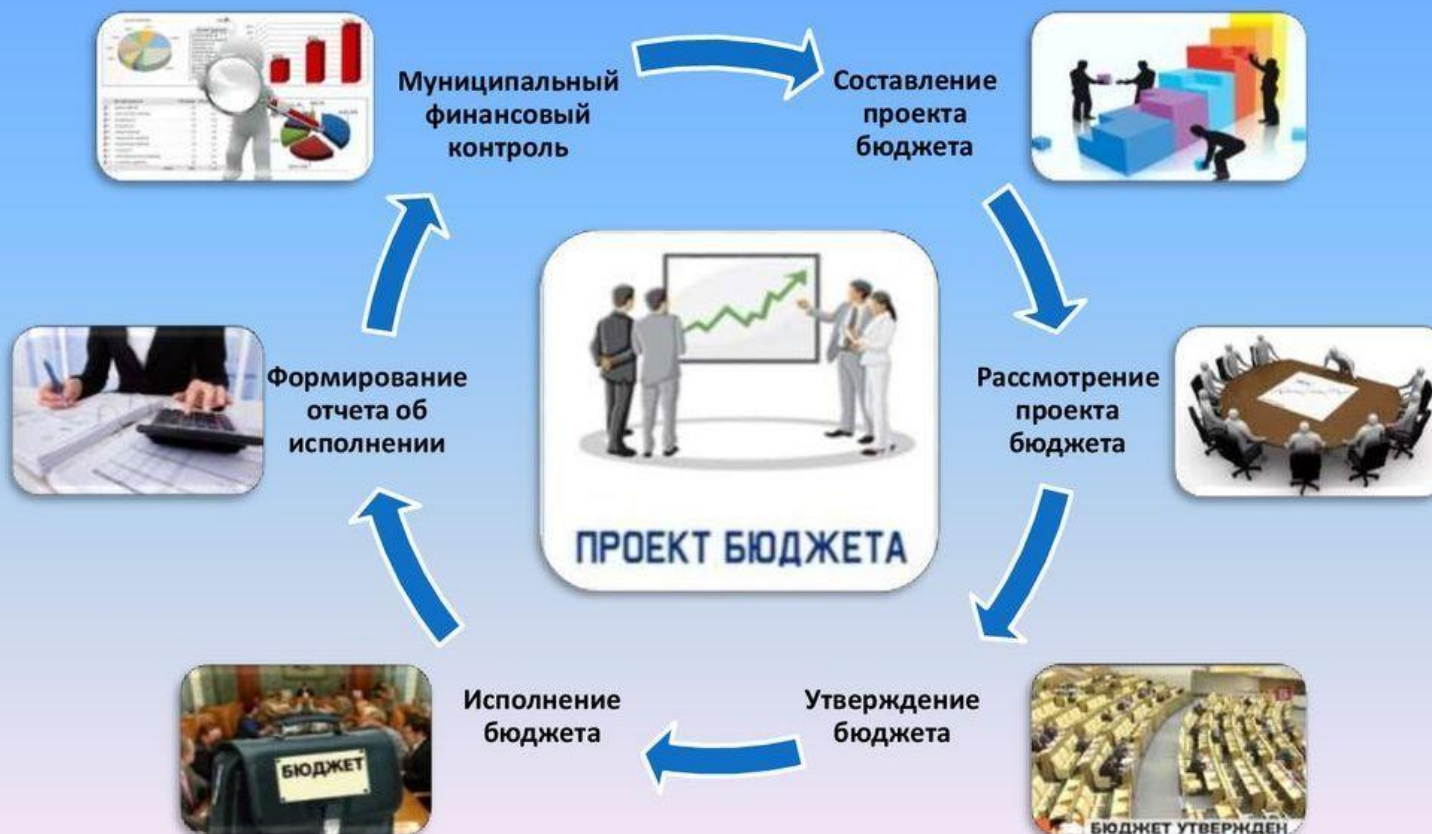 Муниципальный
финансовый
контроль
Составление
проекта
бюджета
Формирование
отчета об
исполнении
ПРОЕКТ БЮДЖЕТА
Рассмотрение
проекта
бюджета
Исполнение
бюджета
БЮДЖЕТ
Утверждение
бюджета
БЮДЖЕТ УТВЕРЖДЕН